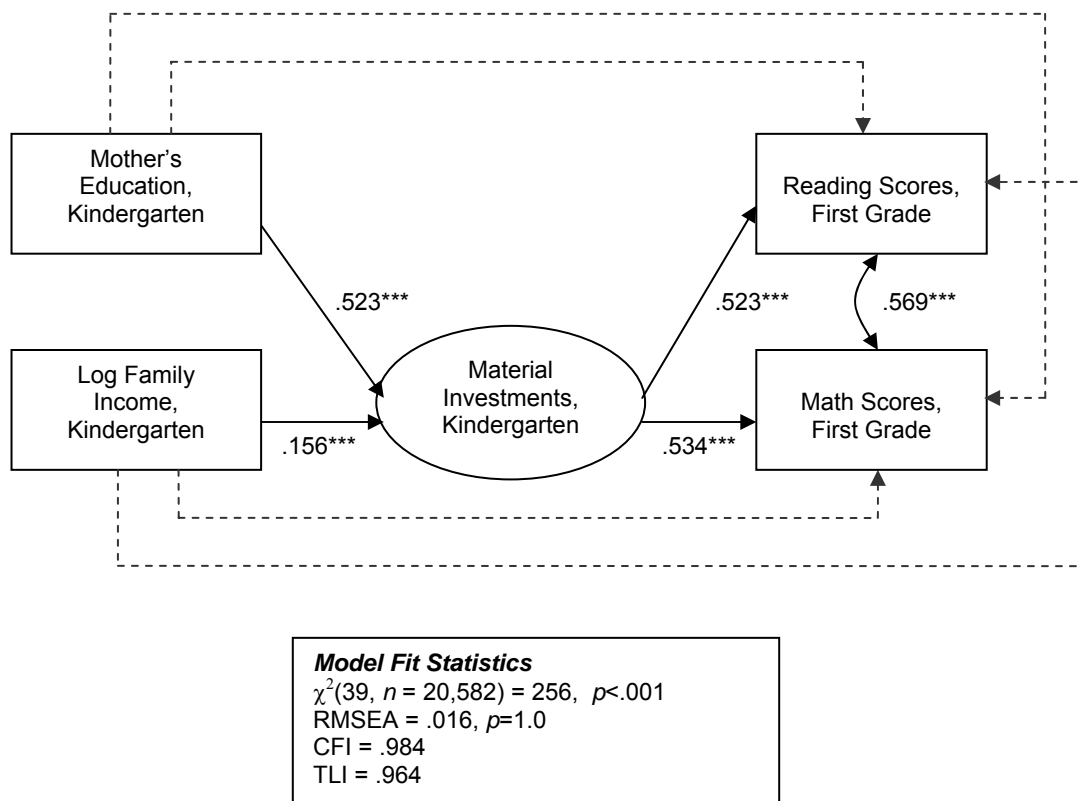 Mother’s
Education,
Kindergarten
Reading Scores,
First Grade
.523***
.523***
.569***
Log Family
Income,
Kindergarten
Material
Investments,
Kindergarten
Math Scores,
First Grade
.156***
.534***
Model Fit Statistics
χ²(39, n = 20,582) = 256, p<.001
RMSEA = .016, p=1.0
CFI = .984
TLI = .964